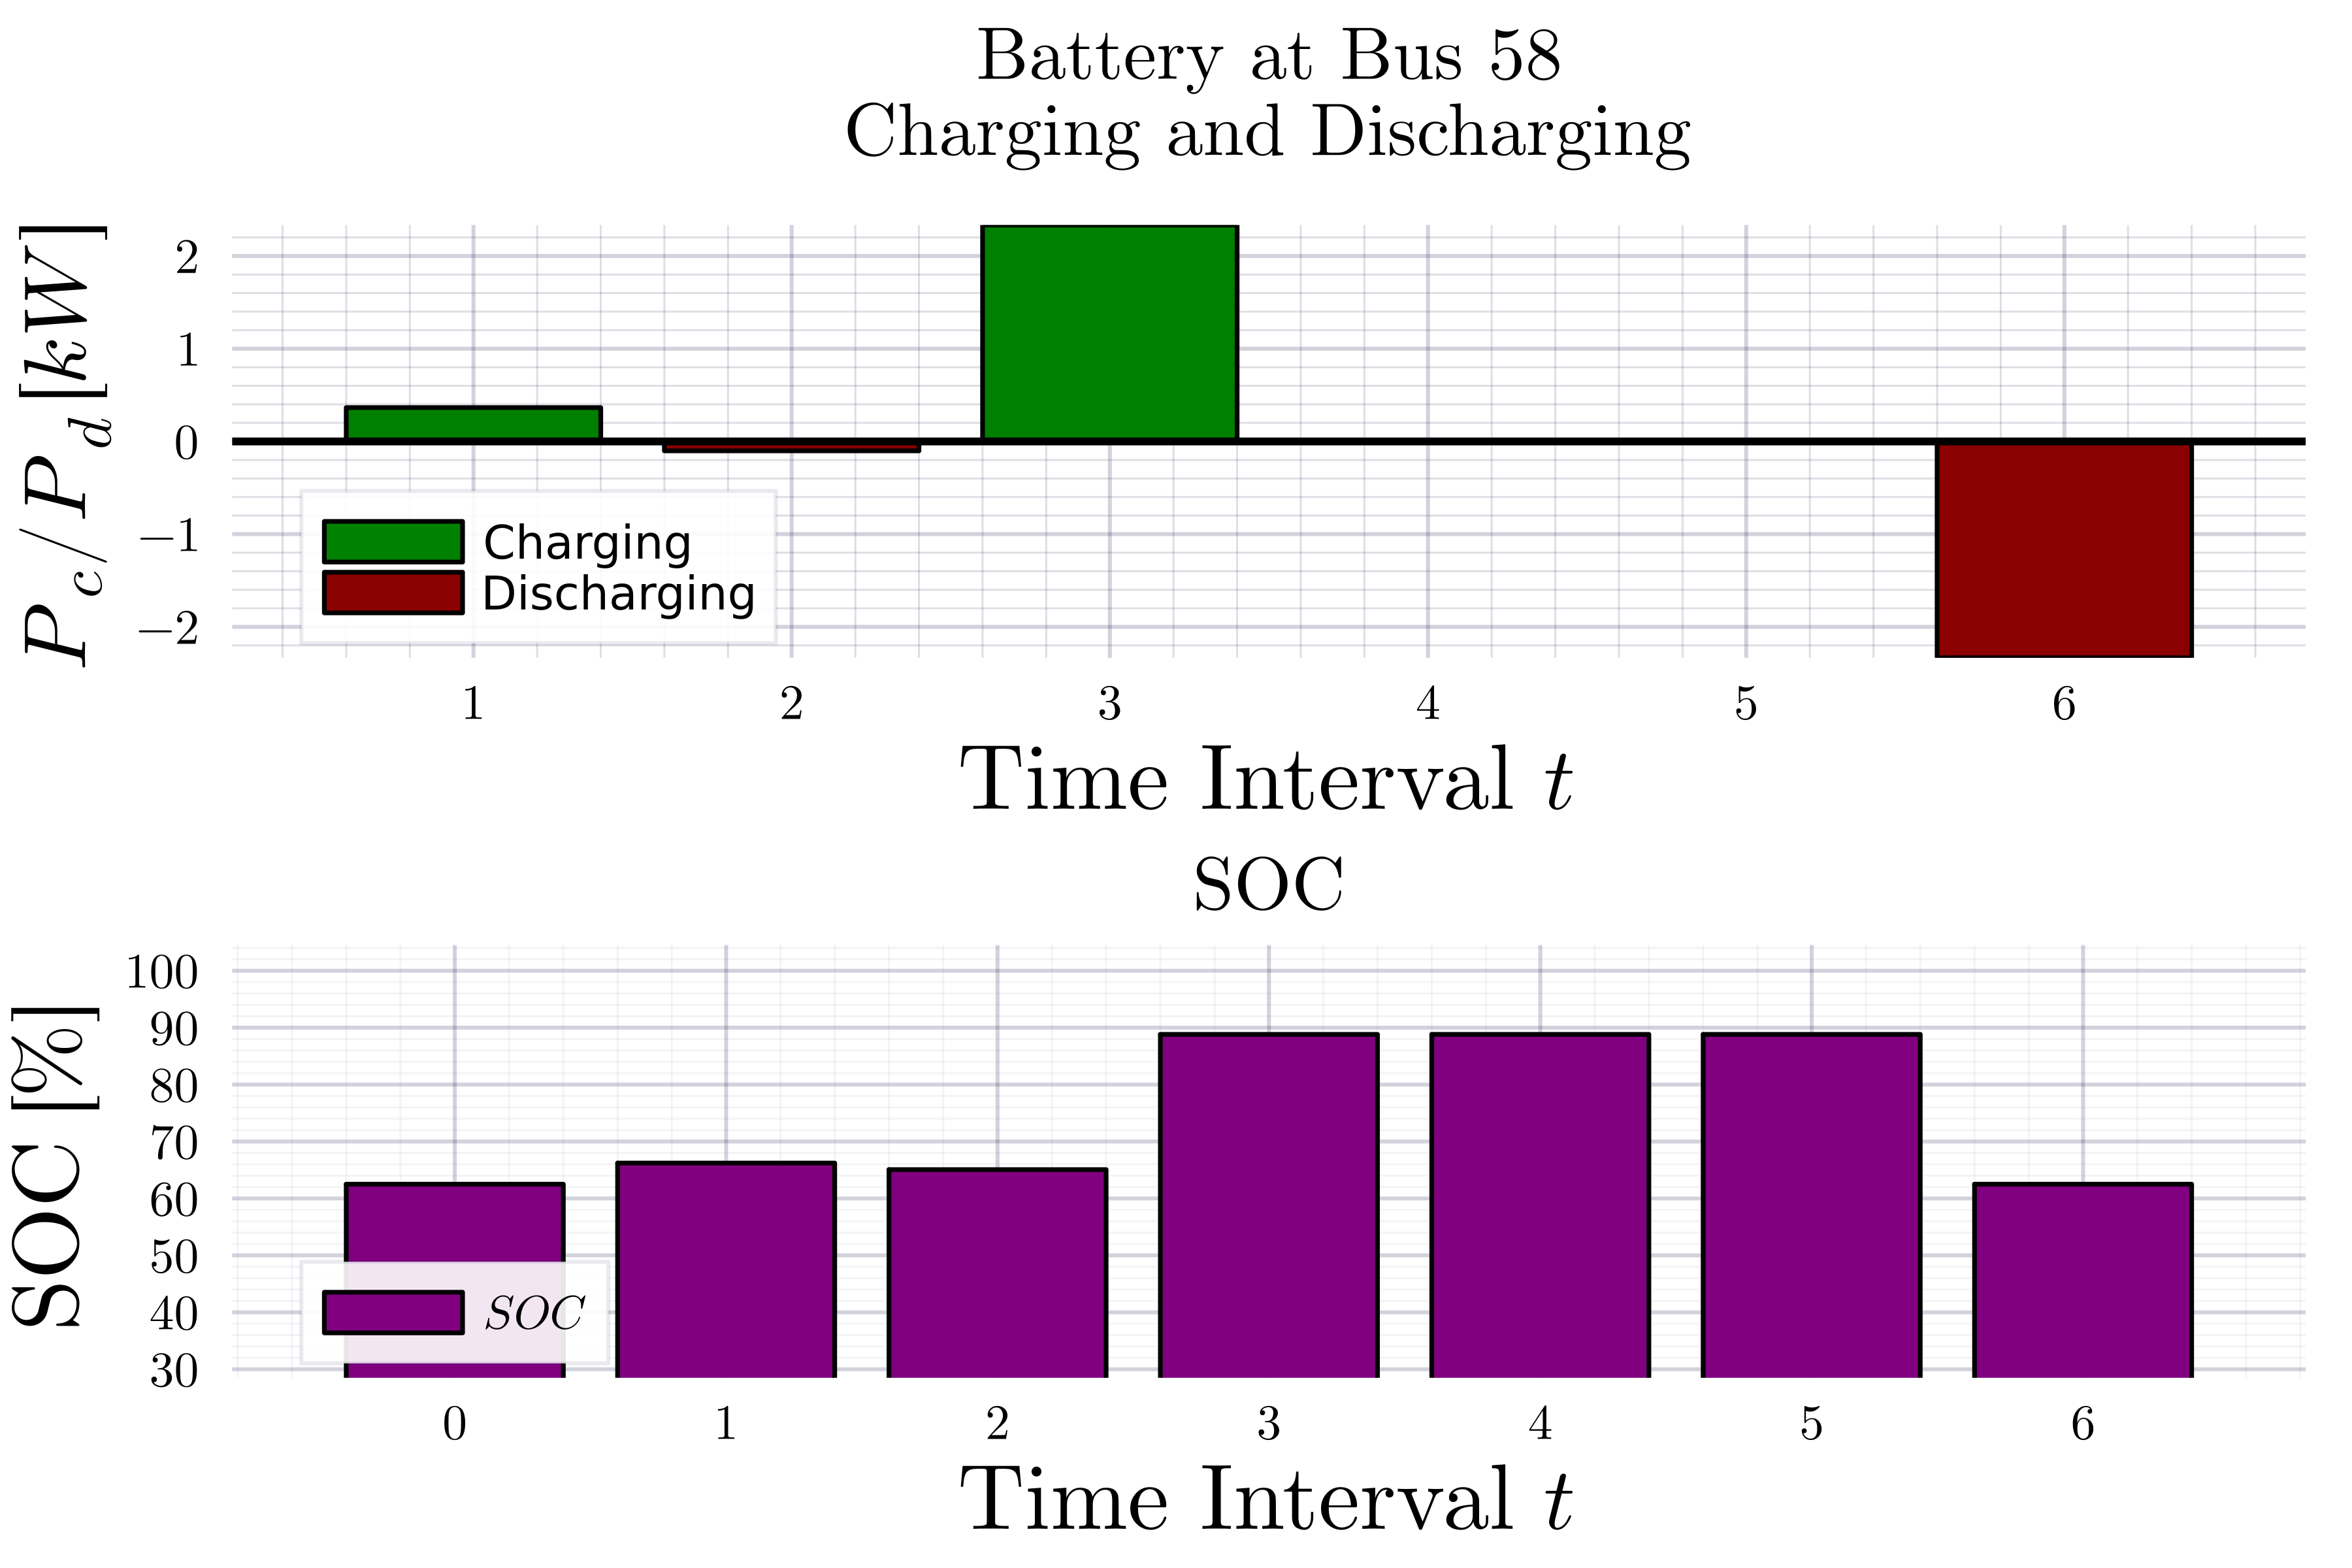 Battery at Bus 58
Charging and Discharging
P_c/P_d [kW]
2
1
0
−1
−2
Charging
Discharging
1 2 3 4 5 6
Time Interval t
SOC
SOC [%]
100
90
80
70
60
50
40
30
SOC
0 1 2 3 4 5 6
Time Interval t